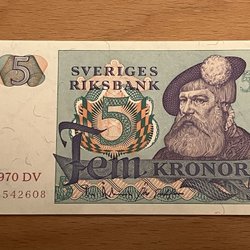 5
SVERIGES
RIKSBANK
5
Fem KRONOR
970 DV
542608